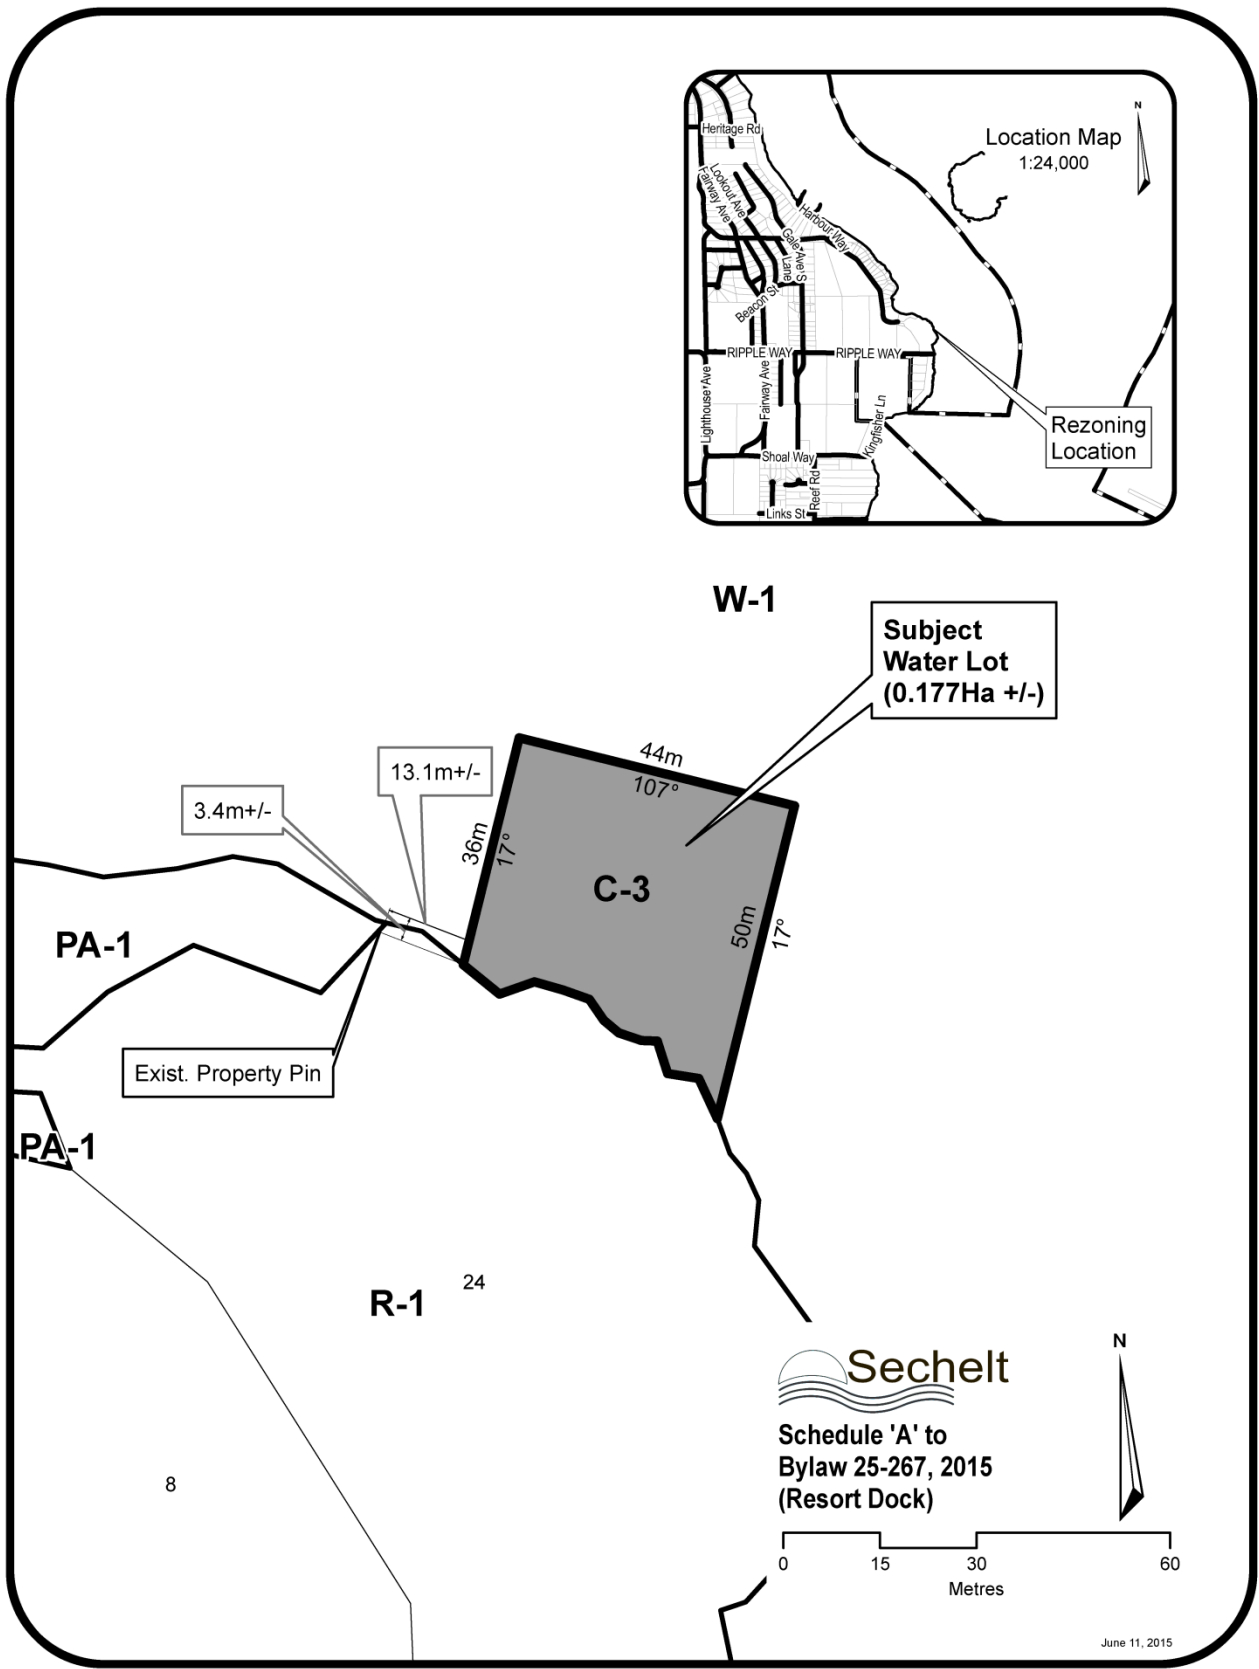 Heritage Rd
Lookout Ave
Fairway Ave
Harbour Way
Gale Ave S
Lane
Beacon St
RIPPLE WAY
RIPPLE WAY
Lighthouse Ave
Fairway Ave
Kingfisher Ln
Shoal Way
Reef Rd
Links St
Location Map
1:24,000
N
Rezoning
Location
W-1
Subject
Water Lot
(0.177Ha +/-)
44m
107°
13.1m+/-
3.4m+/-
36m
17°
C-3
50m
17°
PA-1
Exist. Property Pin
PA-1
R-1
24
8
Sechelt
N
Schedule 'A' to
Bylaw 25-267, 2015
(Resort Dock)
0 15 30 60
Metres
June 11, 2015